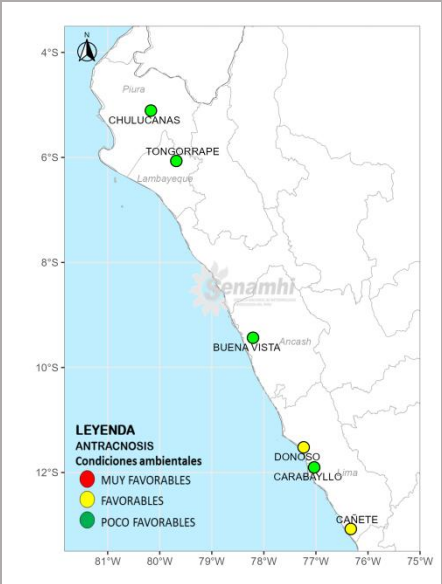 N
4°S
Piura
CHULUCANAS
TONGORRAPE
6°S
Lambayeque
8°S
Senamhi
BUENA VISTA
Ancash
10°S
LEYENDA
ANTRACNOSIS
Condiciones ambientales
MUY FAVORABLES
FAVORABLES
POCO FAVORABLES
DONOSO
Lima
CARABAYLLO
12°S
CAÑETE
81°W
80°W
79°W
78°W
77°W
76°W
75°W